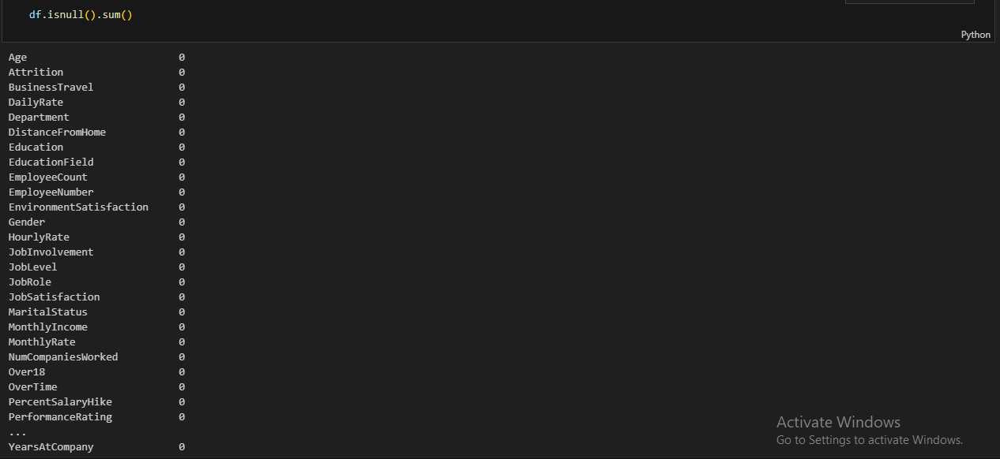 df.isnull().sum()
Python
Age 0
Attrition 0
BusinessTravel 0
DailyRate 0
Department 0
DistanceFromHome 0
Education 0
EducationField 0
EmployeeCount 0
EmployeeNumber 0
EnvironmentSatisfaction 0
Gender 0
HourlyRate 0
JobInvolvement 0
JobLevel 0
JobRole 0
JobSatisfaction 0
MaritalStatus 0
MonthlyIncome 0
MonthlyRate 0
NumCompaniesWorked 0
Over18 0
OverTime 0
PercentSalaryHike 0
PerformanceRating 0
...
YearsAtCompany 0
Activate Windows
Go to Settings to activate Windows.